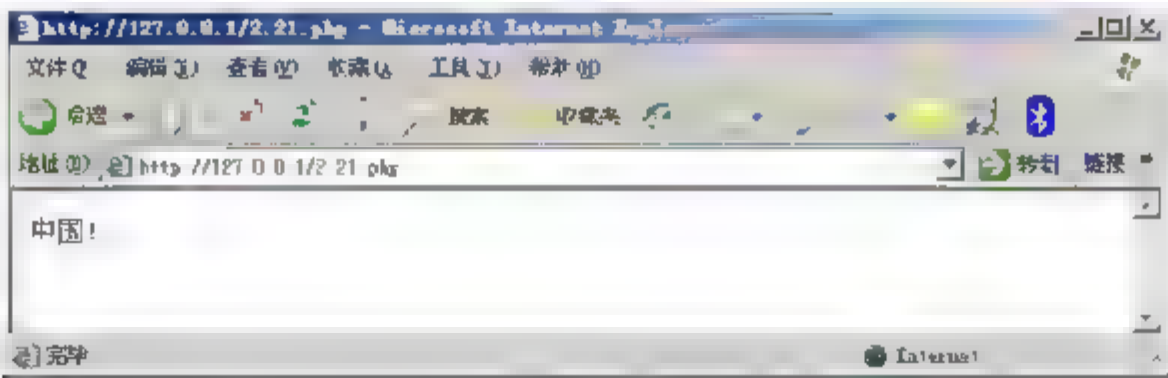 http://127.0.0.1/2.21.php - Microsoft Internet
文件 编辑 查看(V) 收藏 工具(T) 帮助(H)
后退 搜索 收藏夹
地址(D) http://127.0.0.1/2.21.php 转到 链接
中国!
完毕 Internet